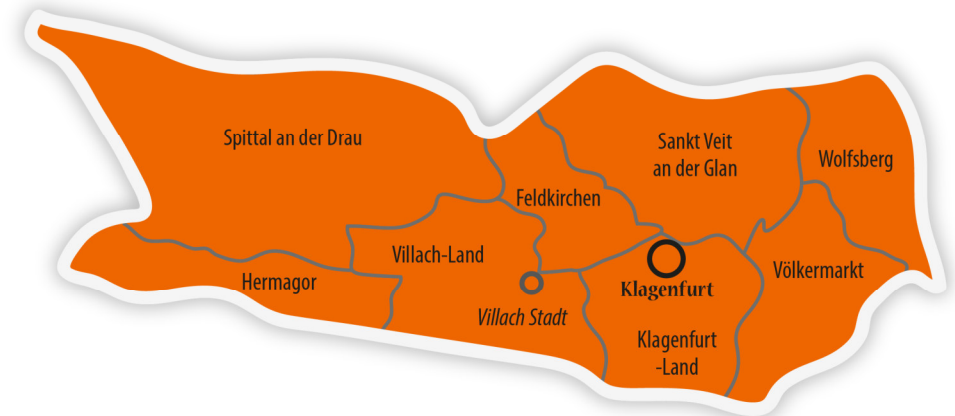 Spittal an der Drau
Sankt Veit
an der Glan
Wolfsberg
Feldkirchen
Villach-Land
Hermagor
Völkermarkt
Klagenfurt
Villach Stadt
Klagenfurt
-Land